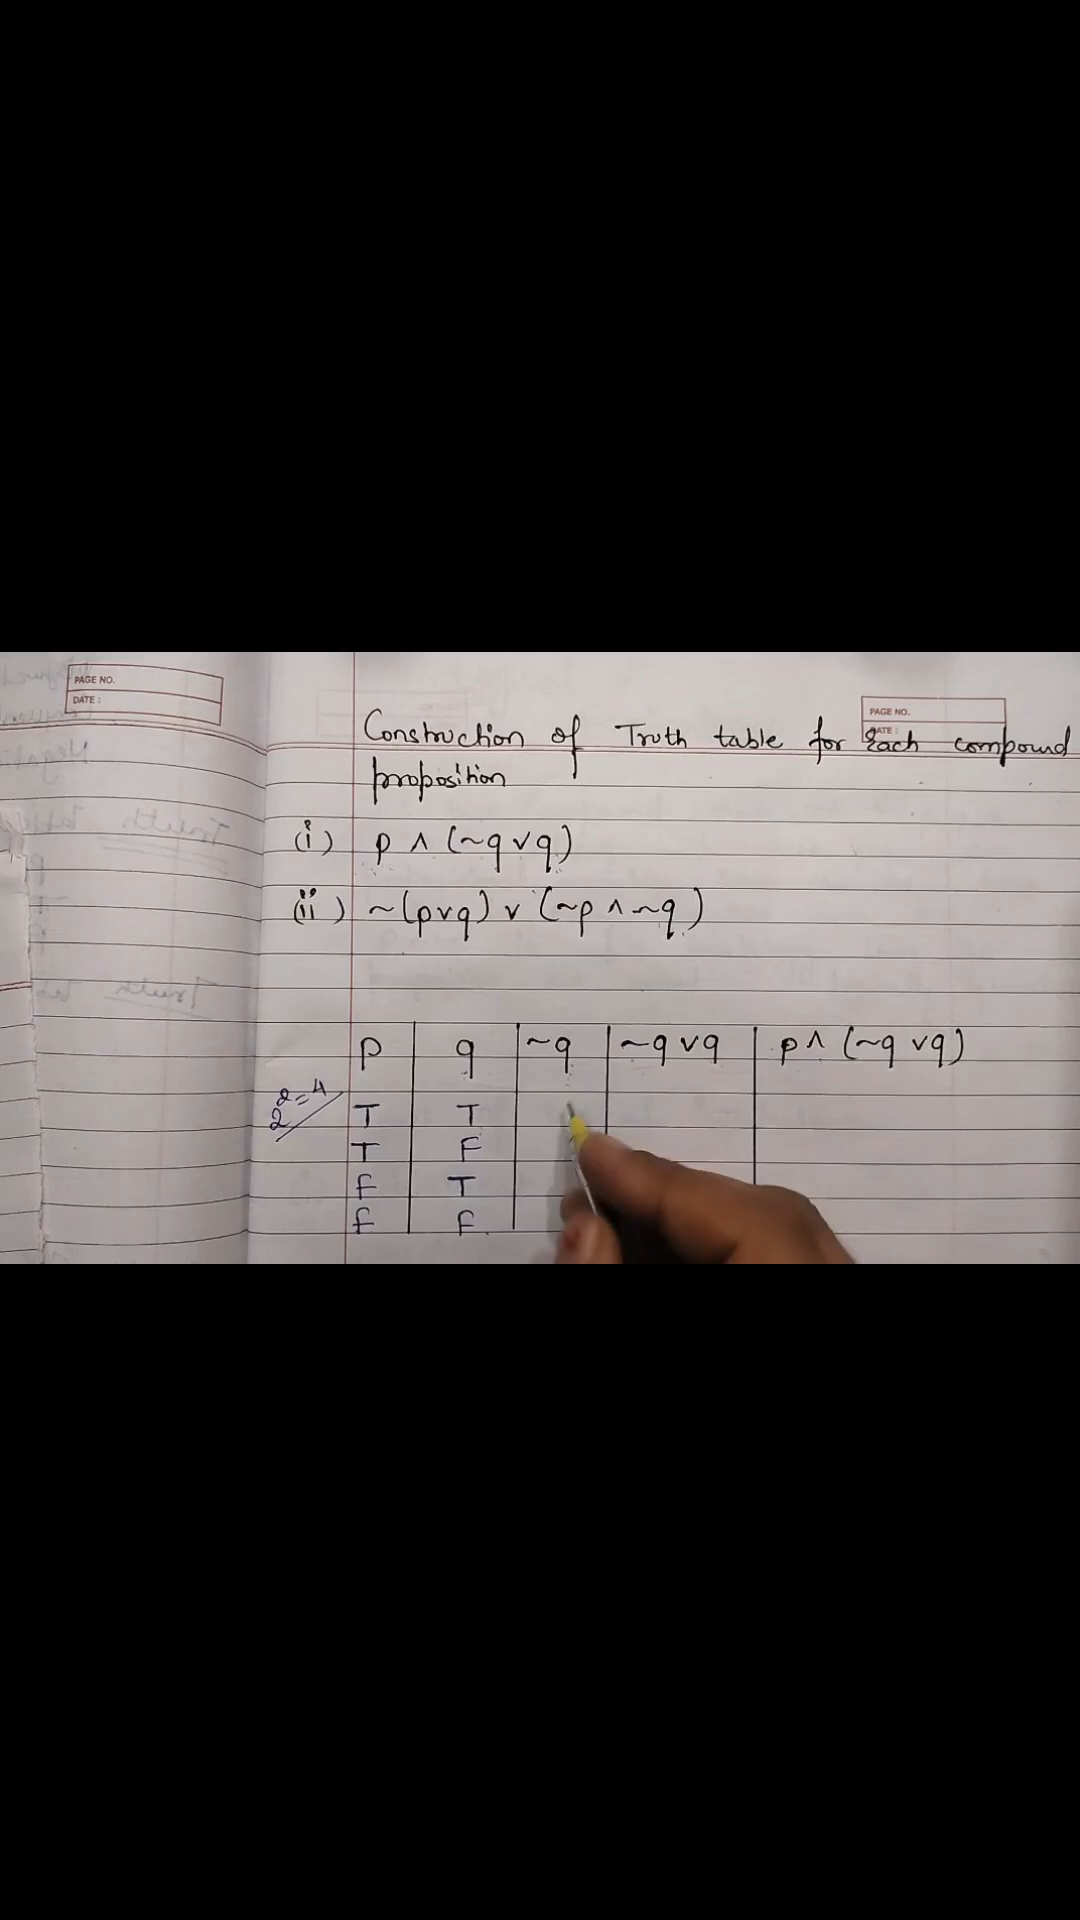 PAGE NO.
DATE :
PAGE NO.
DATE :
Construction of Truth table for Each compound
proposition
(i) p ∧ (~q ∨ q)
(ii) ~(p∨q) ∨ (~p ∧ ~q)
p q ~q ~q ∨ q p ∧ (~q ∨ q)
2²=4 T T
T F
F T
F F